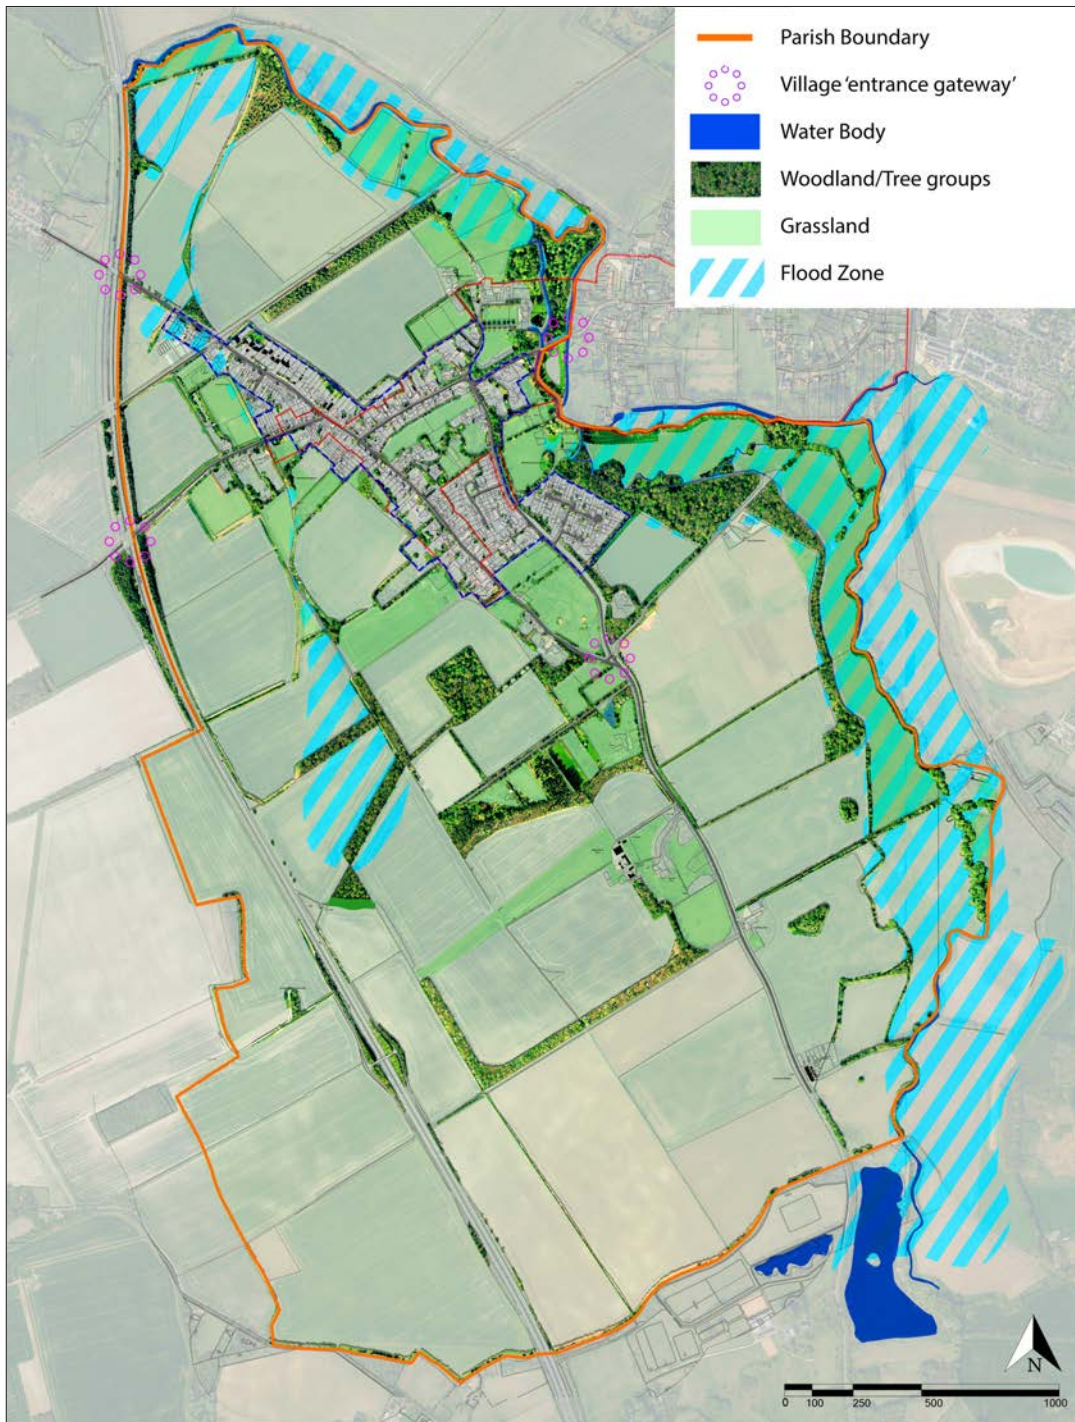 Parish Boundary
Village ‘entrance gateway’
Water Body
Woodland/Tree groups
Grassland
Flood Zone
N
0 100 250 500 1000